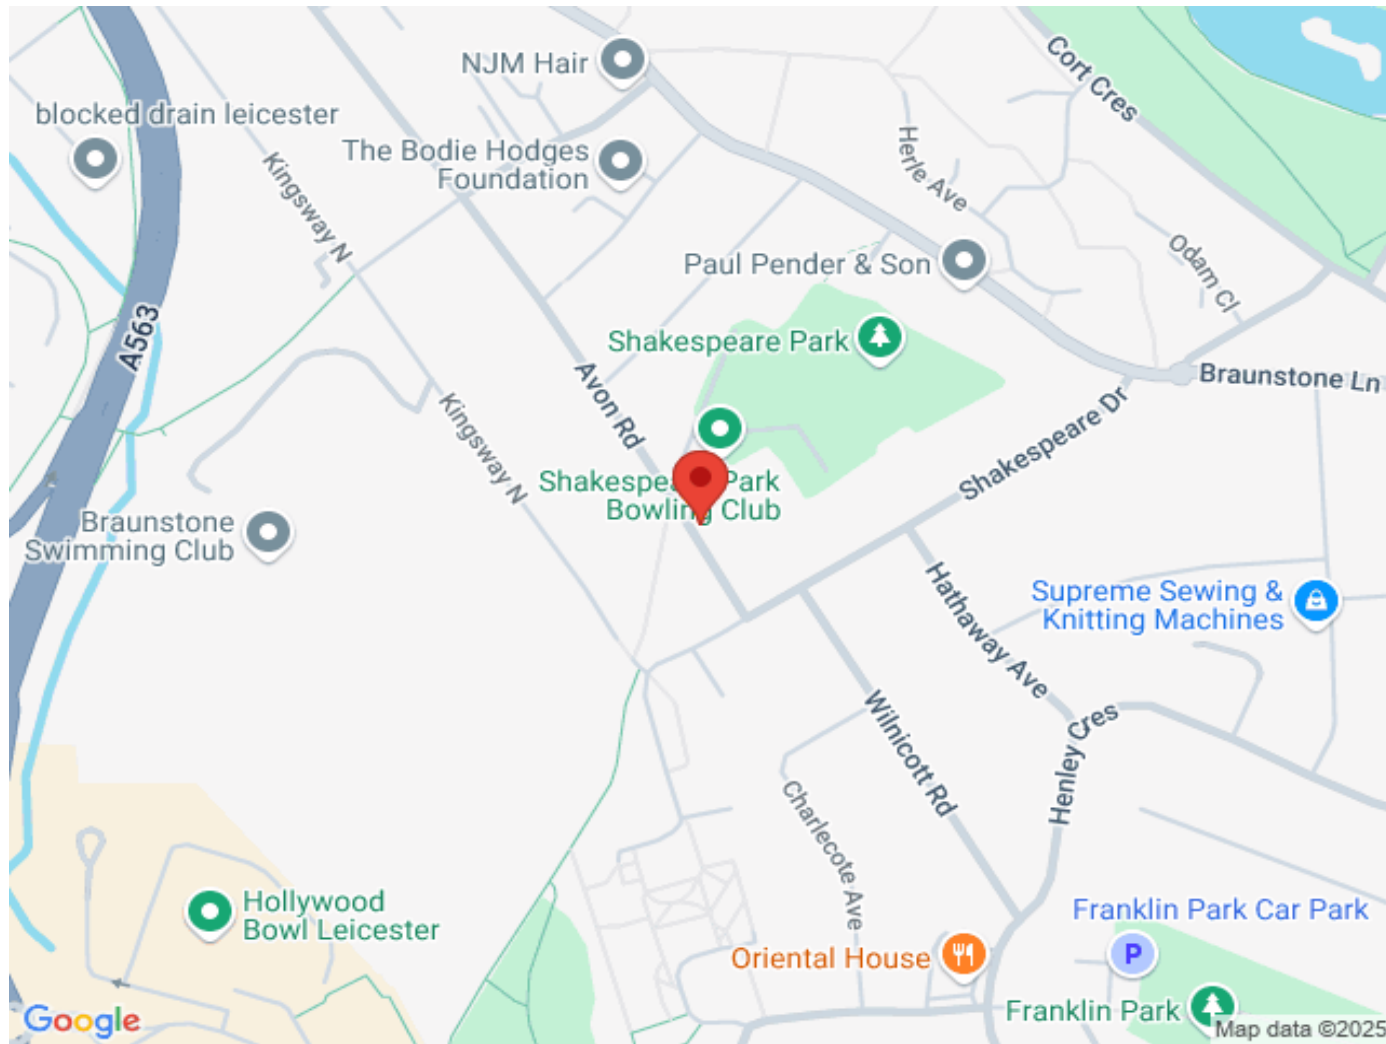 Cort Cres
NJM Hair
blocked drain leicester
The Bodie Hodges
Foundation
Herle Ave
Kingsway N
Odam Cl
Paul Pender & Son
A563
Shakespeare Park
Braunstone Ln
Avon Rd
Shakespeare Dr
Kingsway N
Shakespeare Park
Bowling Club
Braunstone
Swimming Club
Hathaway Ave
Supreme Sewing &
Knitting Machines
Wilnicott Rd
Henley Cres
Charlecote Ave
Hollywood
Bowl Leicester
Franklin Park Car Park
P
Oriental House
Franklin Park
Google
Map data ©2025